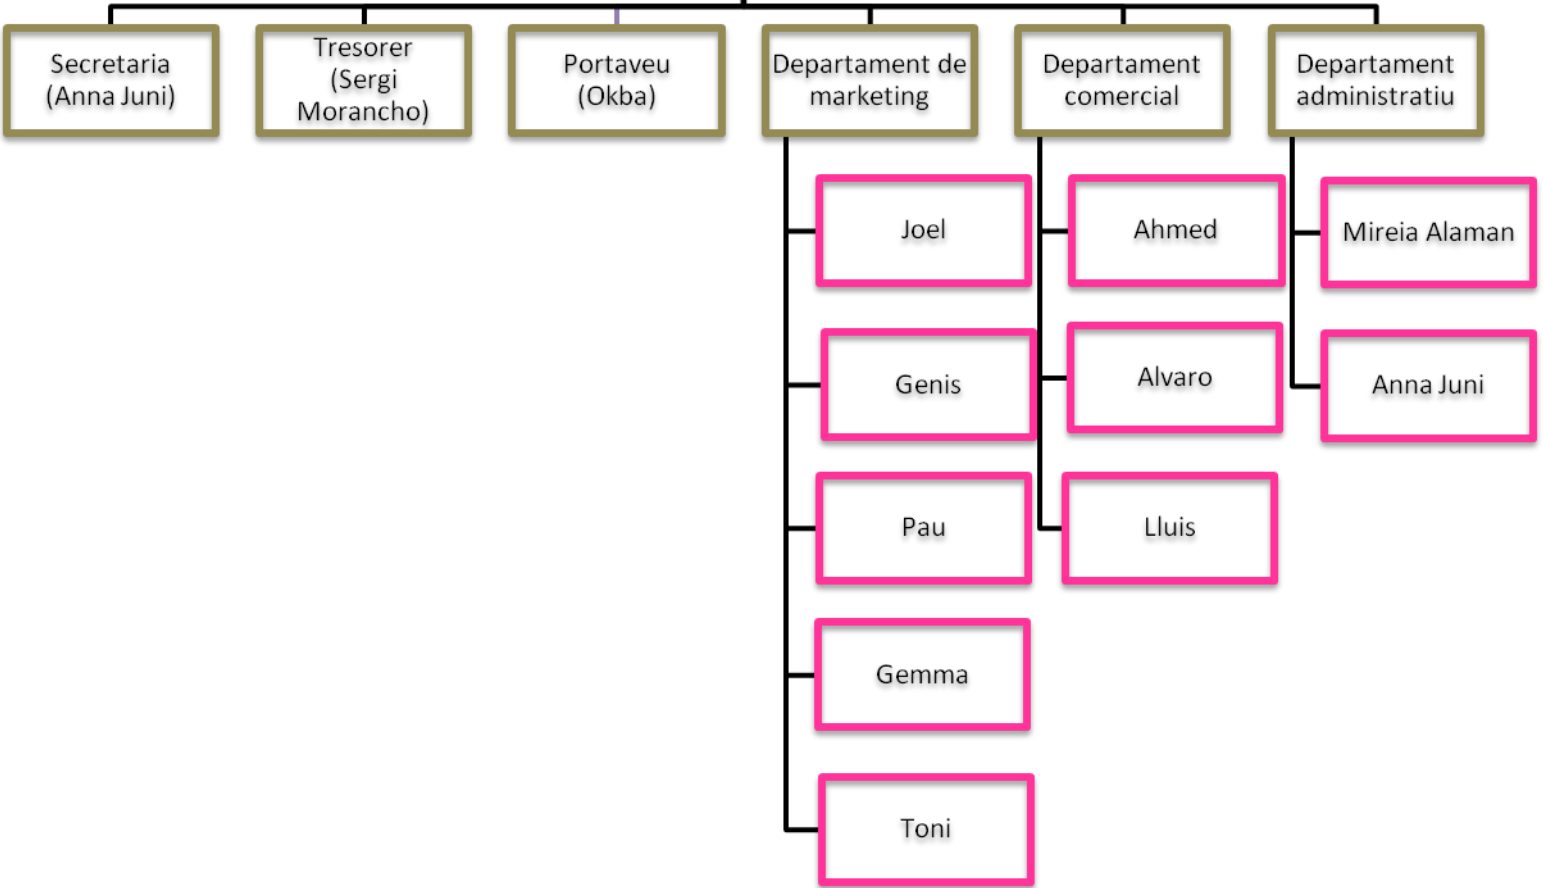 Secretaria
(Anna Juni)
Tresorer
(Sergi
Morancho)
Portaveu
(Okba)
Departament de
marketing
Departament
comercial
Departament
administratiu
Joel
Genis
Pau
Gemma
Toni
Ahmed
Alvaro
Lluis
Mireia Alaman
Anna Juni